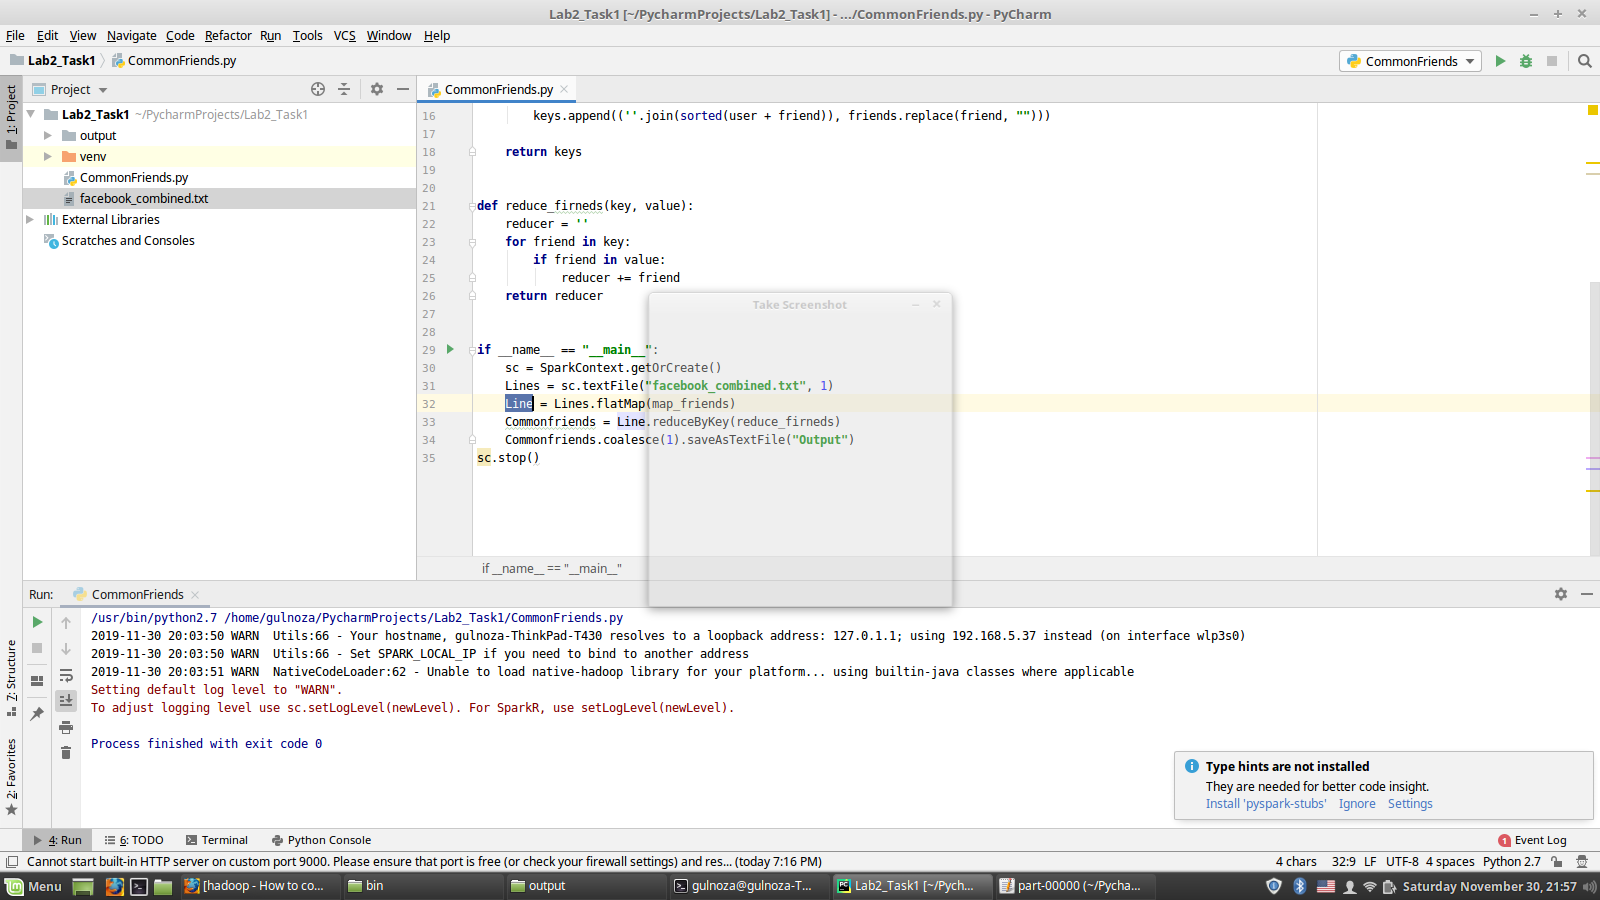 Lab2_Task1 [~/PycharmProjects/Lab2_Task1] - .../CommonFriends.py - PyCharm
File Edit View Navigate Code Refactor Run Tools VCS Window Help
Lab2_Task1 CommonFriends.py
CommonFriends
1: Project
Project
CommonFriends.py
Lab2_Task1 ~/PycharmProjects/Lab2_Task1
output
venv
CommonFriends.py
facebook_combined.txt
External Libraries
Scratches and Consoles
16 keys.append((''.join(sorted(user + friend)), friends.replace(friend, "")))
17
18 return keys
19
20
21 def reduce_firneds(key, value):
22 reducer = ''
23 for friend in key:
24 if friend in value:
25 reducer += friend
26 return reducer
27
28
29 if __name__ == "__main__":
30 sc = SparkContext.getOrCreate()
31 Lines = sc.textFile("facebook_combined.txt", 1)
32 Line = Lines.flatMap(map_friends)
33 Commonfriends = Line.reduceByKey(reduce_firneds)
34 Commonfriends.coalesce(1).saveAsTextFile("Output")
35 sc.stop()
Take Screenshot
if __name__ == "__main__"
Run: CommonFriends
/usr/bin/python2.7 /home/gulnoza/PycharmProjects/Lab2_Task1/CommonFriends.py
2019-11-30 20:03:50 WARN Utils:66 - Your hostname, gulnoza-ThinkPad-T430 resolves to a loopback address: 127.0.1.1; using 192.168.5.37 instead (on interface wlp3s0)
2019-11-30 20:03:50 WARN Utils:66 - Set SPARK_LOCAL_IP if you need to bind to another address
2019-11-30 20:03:51 WARN NativeCodeLoader:62 - Unable to load native-hadoop library for your platform... using builtin-java classes where applicable
Setting default log level to "WARN".
To adjust logging level use sc.setLogLevel(newLevel). For SparkR, use setLogLevel(newLevel).
Process finished with exit code 0
7: Structure
2: Favorites
Type hints are not installed
They are needed for better code insight.
Install 'pyspark-stubs' Ignore Settings
4: Run 6: TODO Terminal Python Console
1 Event Log
Cannot start built-in HTTP server on custom port 9000. Please ensure that port is free (or check your firewall settings) and res... (today 7:16 PM)
4 chars 32:9 LF UTF-8 4 spaces Python 2.7
Menu
[hadoop - How to co...
bin
output
gulnoza@gulnoza-T...
Lab2_Task1 [~/Pych...
part-00000 (~/Pycha...
Saturday November 30, 21:57